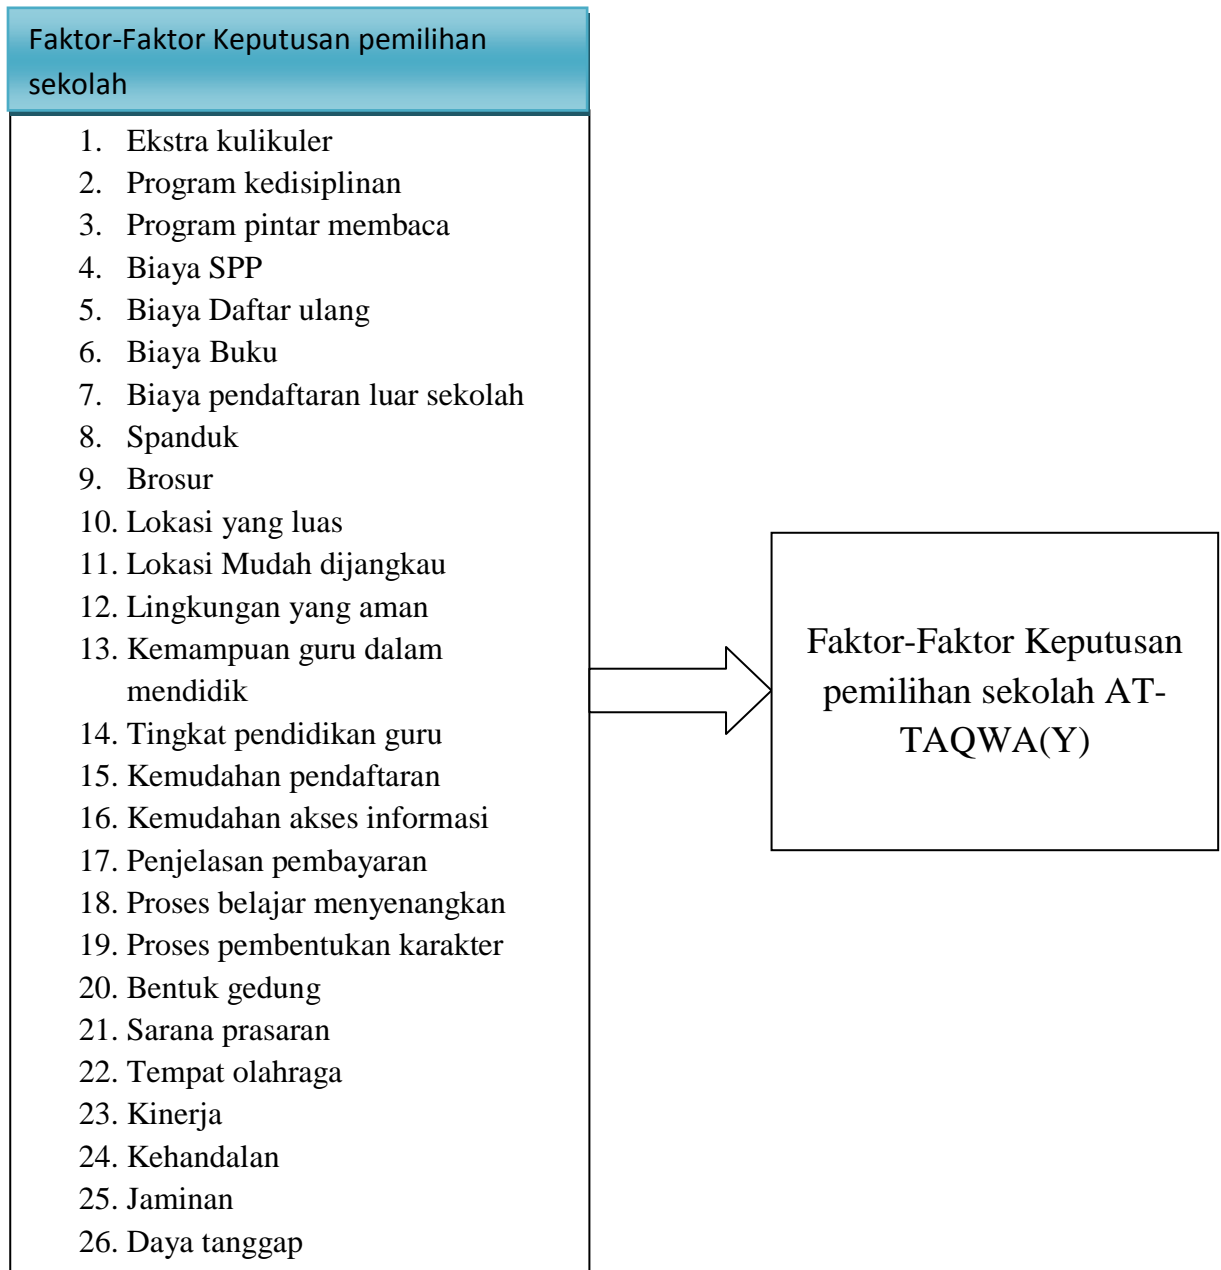 Faktor-Faktor Keputusan pemilihan
sekolah
1. Ekstra kulikuler
2. Program kedisiplinan
3. Program pintar membaca
4. Biaya SPP
5. Biaya Daftar ulang
6. Biaya Buku
7. Biaya pendaftaran luar sekolah
8. Spanduk
9. Brosur
10. Lokasi yang luas
11. Lokasi Mudah dijangkau
12. Lingkungan yang aman
13. Kemampuan guru dalam
mendidik
14. Tingkat pendidikan guru
15. Kemudahan pendaftaran
16. Kemudahan akses informasi
17. Penjelasan pembayaran
18. Proses belajar menyenangkan
19. Proses pembentukan karakter
20. Bentuk gedung
21. Sarana prasaran
22. Tempat olahraga
23. Kinerja
24. Kehandalan
25. Jaminan
26. Daya tanggap
Faktor-Faktor Keputusan
pemilihan sekolah AT-
TAQWA(Y)